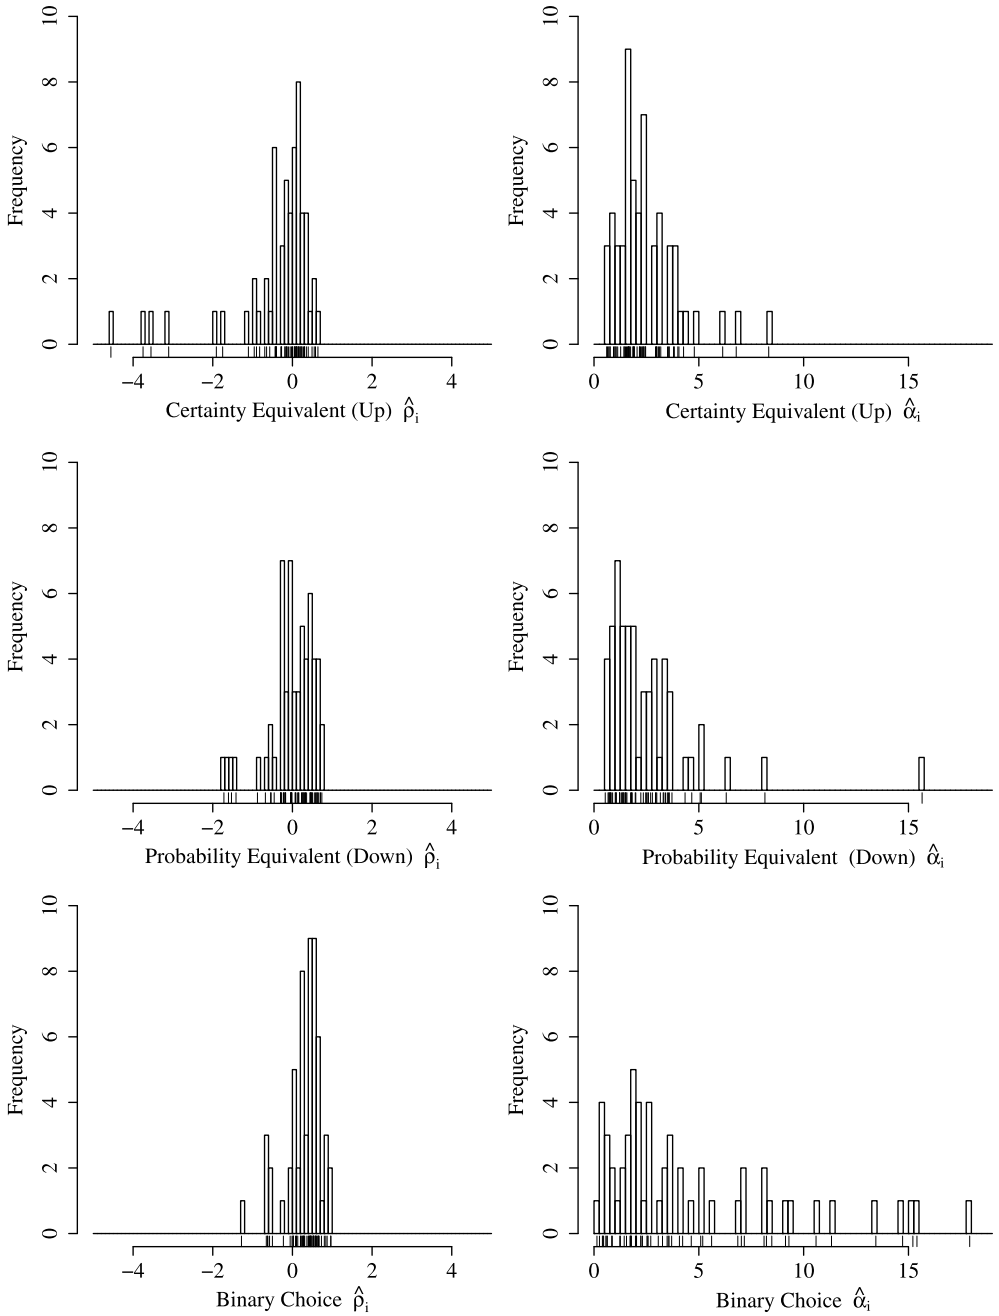 Frequency
0 2 4 6 8 10
−4 −2 0 2 4
Certainty Equivalent (Up) ρ̂i
Frequency
0 2 4 6 8 10
0 5 10 15
Certainty Equivalent (Up) α̂i
Frequency
0 2 4 6 8 10
−4 −2 0 2 4
Probability Equivalent (Down) ρ̂i
Frequency
0 2 4 6 8 10
0 5 10 15
Probability Equivalent (Down) α̂i
Frequency
0 2 4 6 8 10
−4 −2 0 2 4
Binary Choice ρ̂i
Frequency
0 2 4 6 8 10
0 5 10 15
Binary Choice α̂i